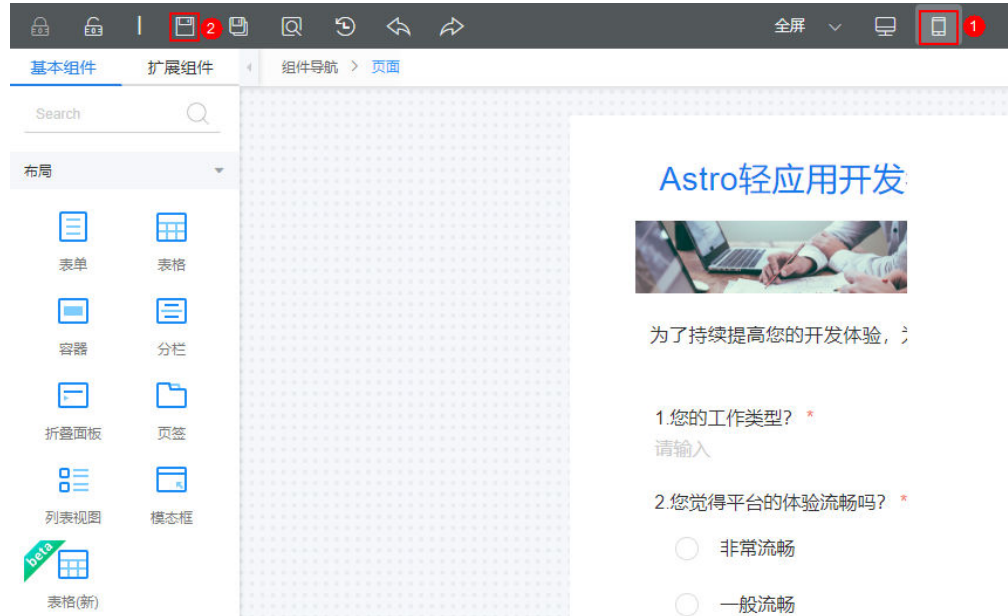 2
全屏
1
基本组件 扩展组件
组件导航 > 页面
Search
布局
表单 表格
容器 分栏
折叠面板 页签
列表视图 模态框
beta
表格(新)
Astro轻应用开发
为了持续提高您的开发体验，
1.您的工作类型? *
请输入
2.您觉得平台的体验流畅吗? *
非常流畅
一般流畅